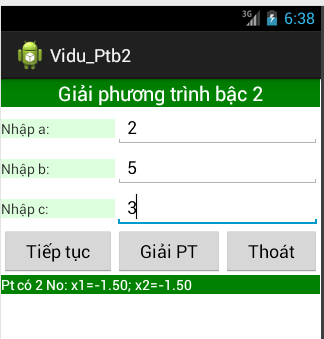 3G 6:38
Vidu_Ptb2
Giải phương trình bậc 2
Nhập a: 2
Nhập b: 5
Nhập c: 3
Tiếp tục Giải PT Thoát
Pt có 2 No: x1=-1.50; x2=-1.50